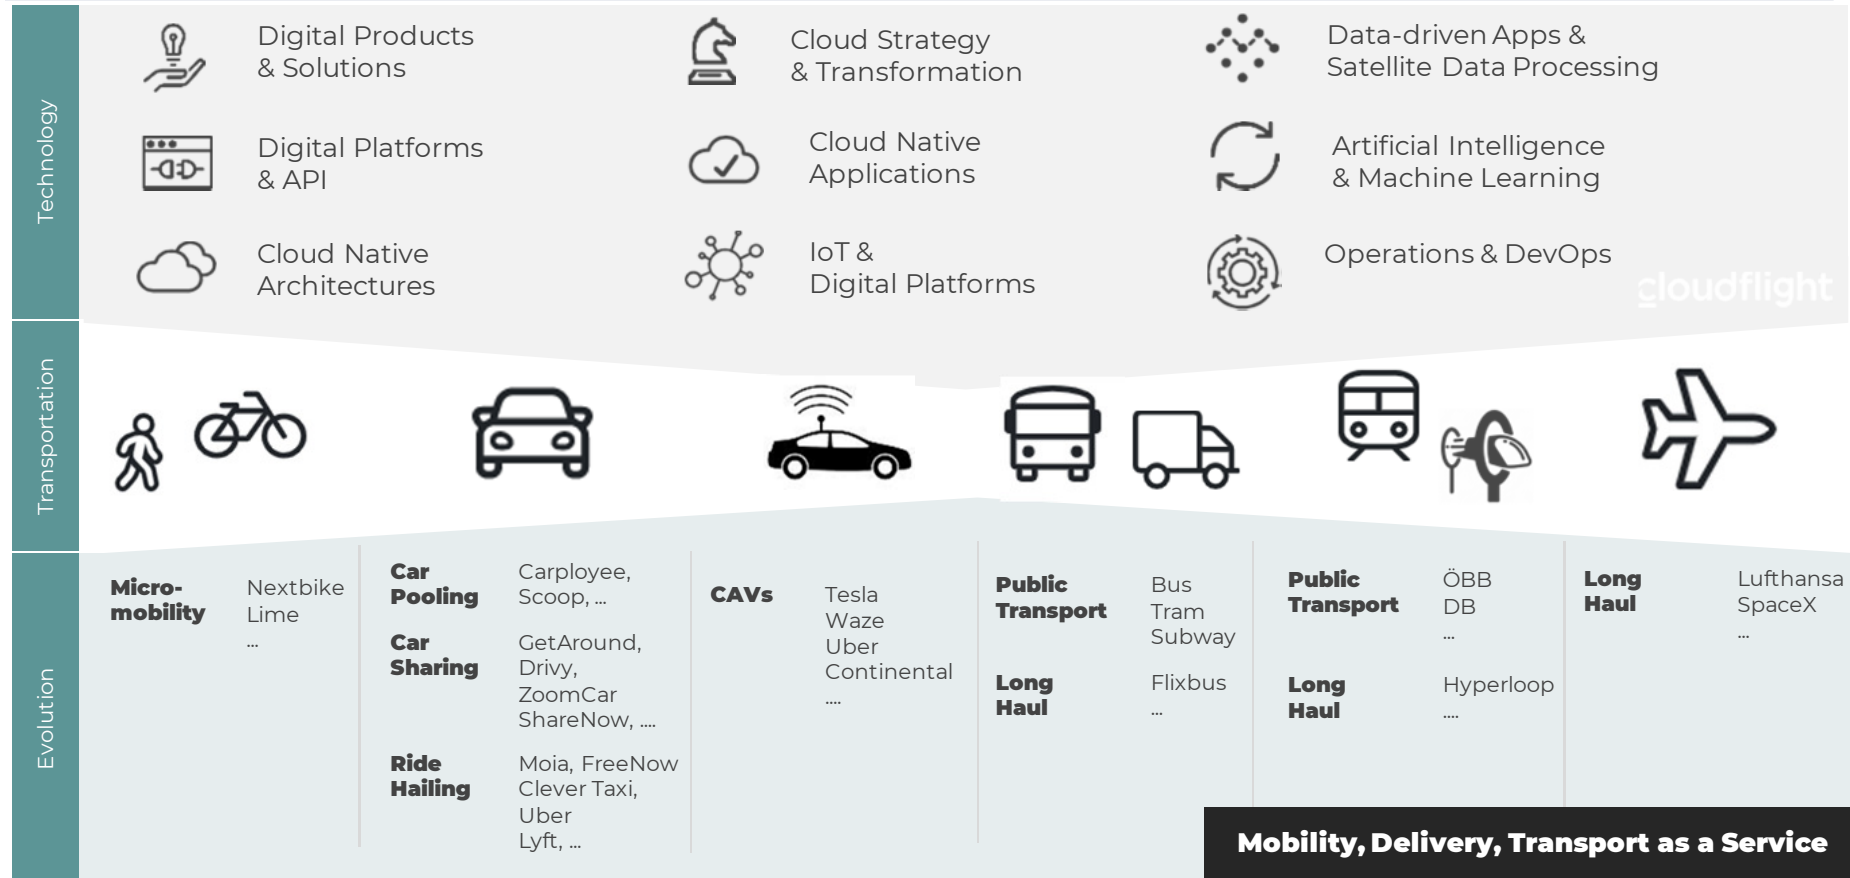 Technology
Digital Products
& Solutions
Cloud Strategy
& Transformation
Data-driven Apps &
Satellite Data Processing
Digital Platforms
& API
Cloud Native
Applications
Artificial Intelligence
& Machine Learning
Cloud Native
Architectures
IoT &
Digital Platforms
Operations & DevOps
cloudflight
Transportation
Evolution
Micro-
mobility
Nextbike
Lime
...
Car
Pooling
Carployee,
Scoop, ...
Car
Sharing
GetAround,
Drivy,
ZoomCar
ShareNow, ....
Ride
Hailing
Moia, FreeNow
Clever Taxi,
Uber
Lyft, ...
CAVs
Tesla
Waze
Uber
Continental
....
Public
Transport
Bus
Tram
Subway
Long
Haul
Flixbus
...
Public
Transport
ÖBB
DB
...
Long
Haul
Hyperloop
....
Long
Haul
Lufthansa
SpaceX
...
Mobility, Delivery, Transport as a Service